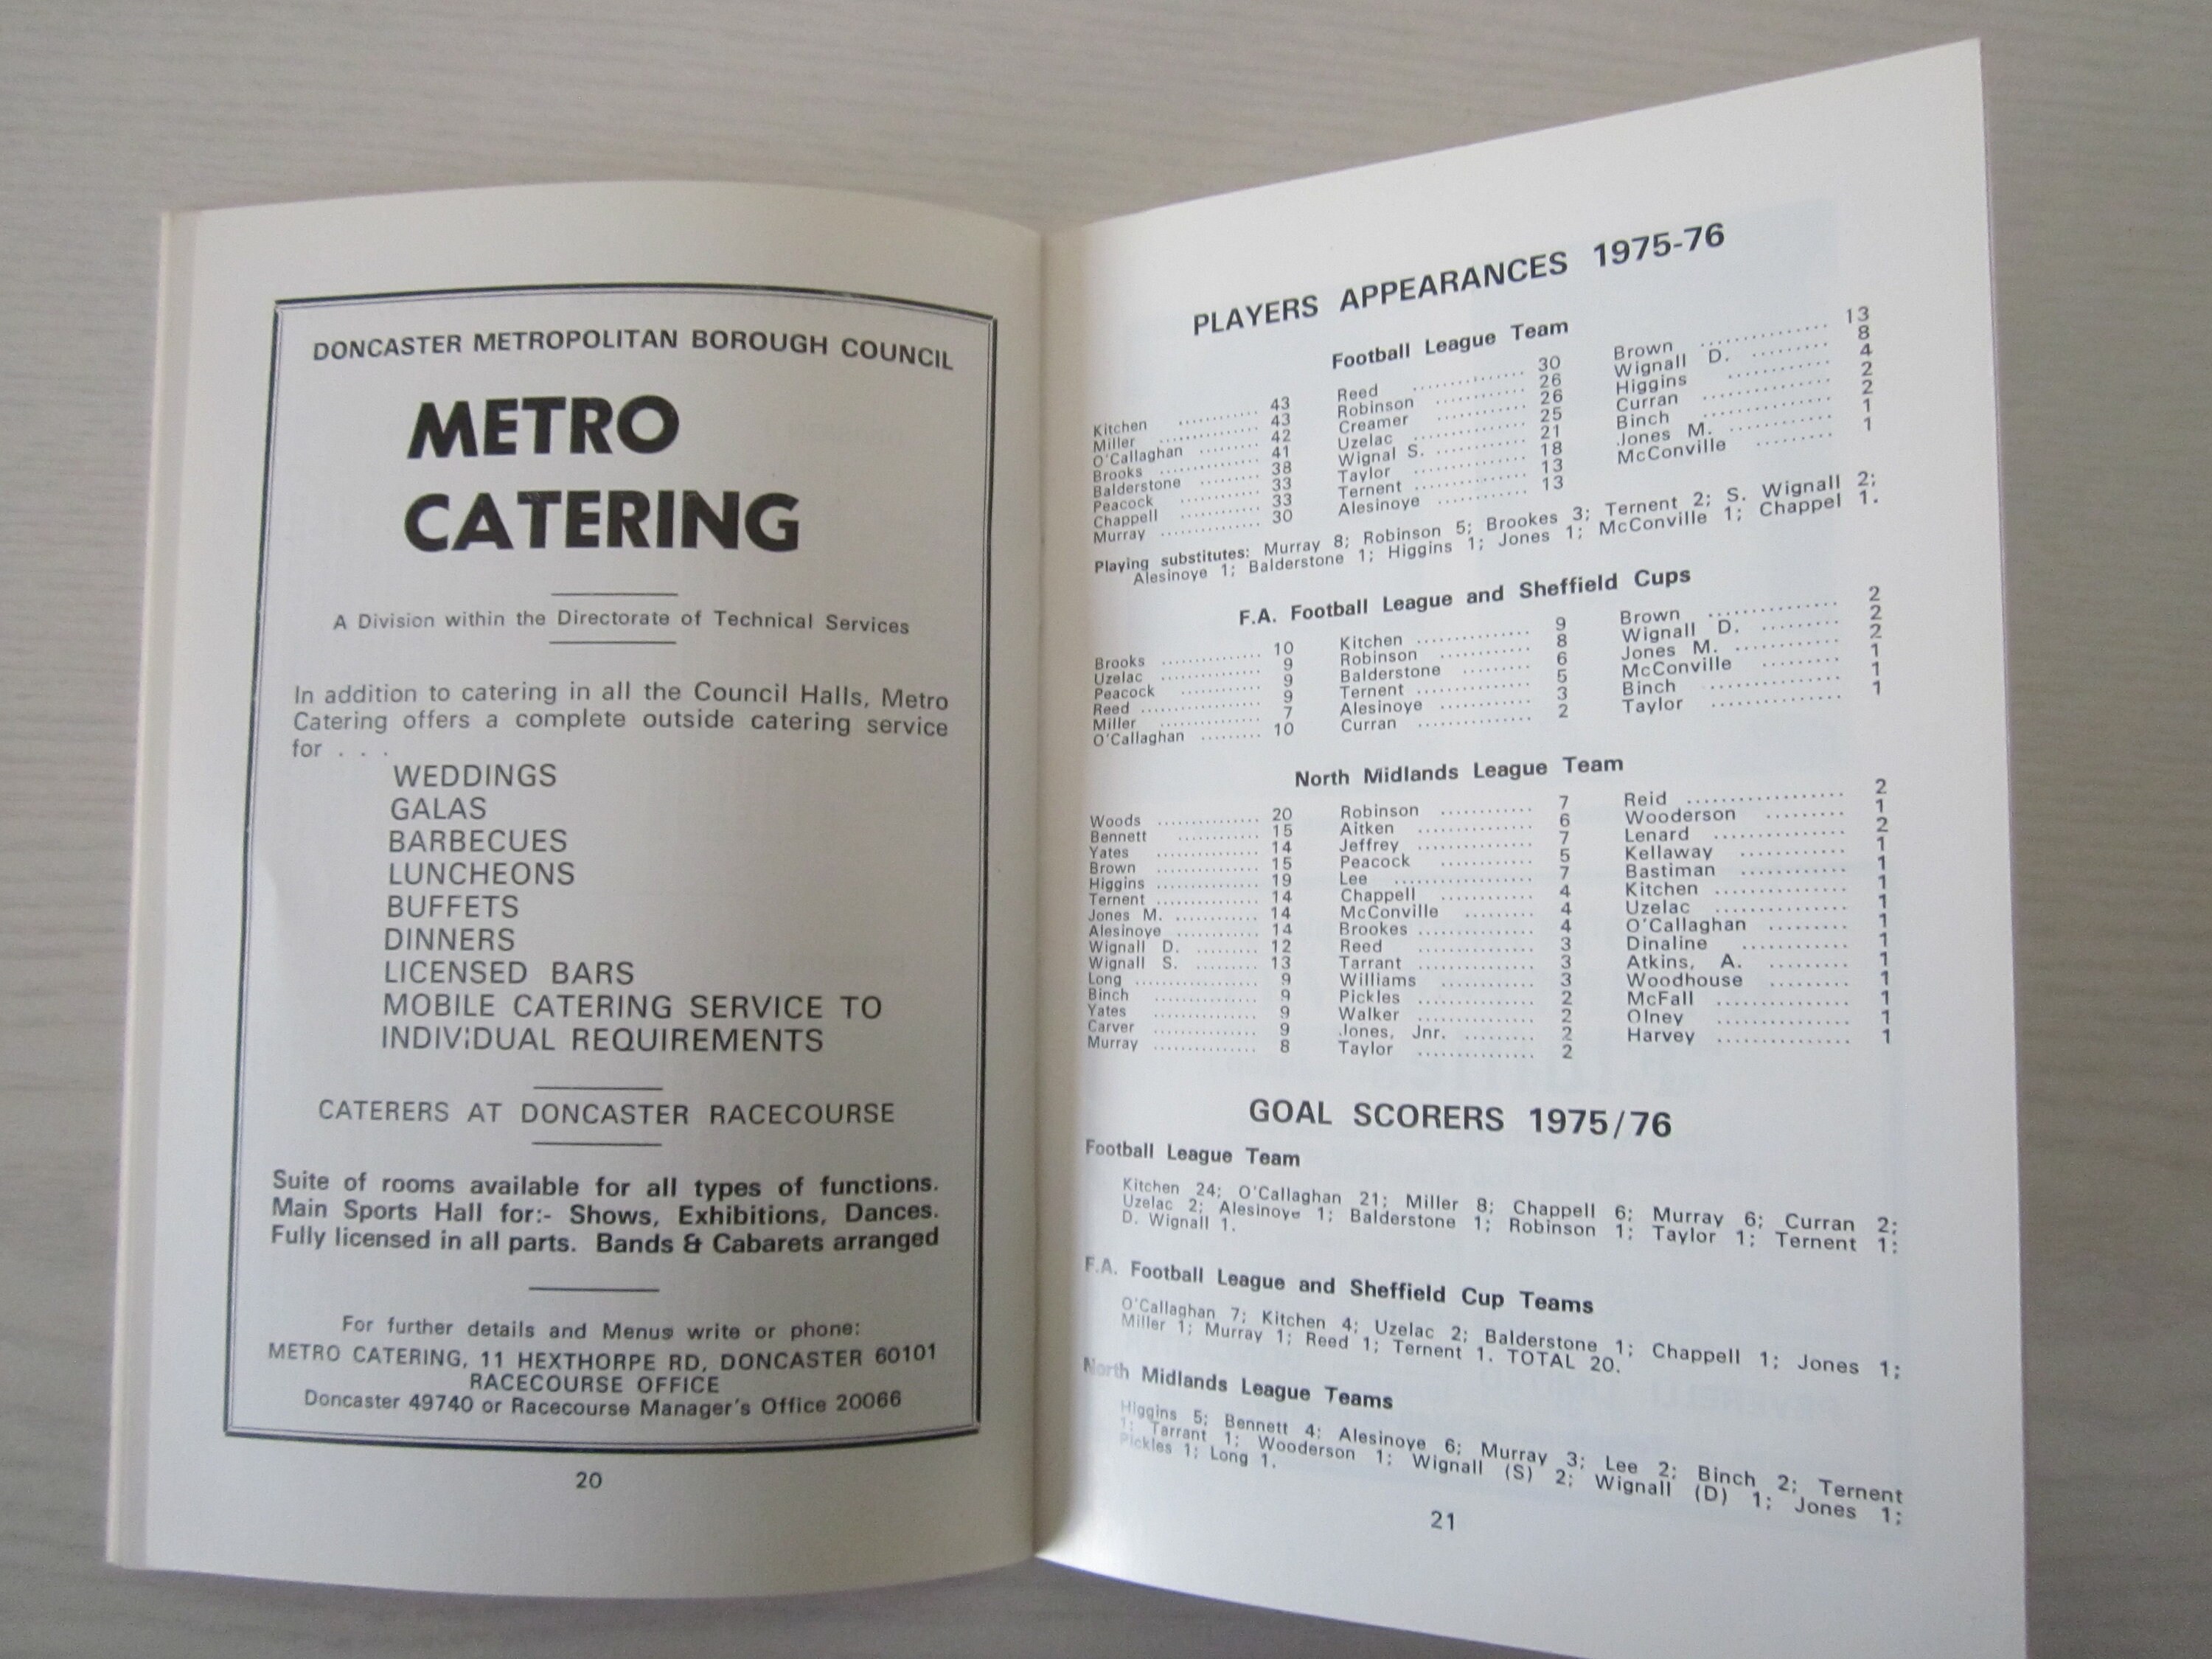 DONCASTER METROPOLITAN BOROUGH COUNCIL
METRO
CATERING
A Division within the Directorate of Technical Services
In addition to catering in all the Council Halls, Metro
Catering offers a complete outside catering service
for . . .
WEDDINGS
GALAS
BARBECUES
LUNCHEONS
BUFFETS
DINNERS
LICENSED BARS
MOBILE CATERING SERVICE TO
INDIViDUAL REQUIREMENTS
CATERERS AT DONCASTER RACECOURSE
Suite of rooms available for all types of functions.
Main Sports Hall for:- Shows, Exhibitions, Dances.
Fully licensed in all parts. Bands & Cabarets arranged
For further details and Menus write or phone:
METRO CATERING, 11 HEXTHORPE RD, DONCASTER 60101
RACECOURSE OFFICE
Doncaster 49740 or Racecourse Manager's Office 20066
20
PLAYERS APPEARANCES 1975-76
Football League Team
Kitchen ........... 43
Miller ........... 43
O'Callaghan ........... 42
Brooks ........... 41
Balderstone ........... 38
Peacock ........... 33
Chappell ........... 33
Murray ........... 30
Reed ........... 30
Robinson ........... 26
Creamer ........... 26
Uzelac ........... 25
Wignal S. ........... 21
Taylor ........... 18
Ternent ........... 13
Alesinoye ........... 13
Brown ........... 13
Wignall D. ........... 8
Higgins ........... 4
Curran ........... 2
Binch ........... 2
Jones M. ........... 1
McConville ........... 1
Playing substitutes: Murray 8; Robinson 5; Brookes 3; Ternent 2; S. Wignall 2;
Alesinoye 1; Balderstone 1; Higgins 1; Jones 1; McConville 1; Chappel 1.
F.A. Football League and Sheffield Cups
Brooks ........... 10
Uzelac ........... 9
Peacock ........... 9
Reed ........... 9
Miller ........... 7
O'Callaghan ........... 10
Kitchen ........... 9
Robinson ........... 8
Balderstone ........... 6
Ternent ........... 5
Alesinoye ........... 3
Curran ........... 2
Brown ........... 2
Wignall D. ........... 2
Jones M. ........... 2
McConville ........... 1
Binch ........... 1
Taylor ........... 1
North Midlands League Team
Woods ........... 20
Bennett ........... 15
Yates ........... 14
Brown ........... 15
Higgins ........... 19
Ternent ........... 14
Jones M. ........... 14
Alesinoye ........... 14
Wignall D. ........... 12
Wignall S. ........... 13
Long ........... 9
Binch ........... 9
Yates ........... 9
Carver ........... 9
Murray ........... 8
Robinson ........... 7
Aitken ........... 6
Jeffrey ........... 7
Peacock ........... 5
Lee ........... 7
Chappell ........... 4
McConville ........... 4
Brookes ........... 4
Reed ........... 3
Tarrant ........... 3
Williams ........... 3
Pickles ........... 2
Walker ........... 2
Jones, Jnr. ........... 2
Taylor ........... 2
Reid ........... 2
Wooderson ........... 1
Lenard ........... 2
Kellaway ........... 1
Bastiman ........... 1
Kitchen ........... 1
Uzelac ........... 1
O'Callaghan ........... 1
Dinaline ........... 1
Atkins, A. ........... 1
Woodhouse ........... 1
McFall ........... 1
Olney ........... 1
Harvey ........... 1
GOAL SCORERS 1975/76
Football League Team
Kitchen 24; O'Callaghan 21; Miller 8; Chappell 6; Murray 6; Curran 2;
Uzelac 2; Alesinoye 1; Balderstone 1; Robinson 1; Taylor 1; Ternent 1;
D. Wignall 1.
F.A. Football League and Sheffield Cup Teams
O'Callaghan 7; Kitchen 4; Uzelac 2; Balderstone 1; Chappell 1; Jones 1;
Miller 1; Murray 1; Reed 1; Ternent 1. TOTAL 20.
North Midlands League Teams
Higgins 5; Bennett 4; Alesinoye 6; Murray 3; Lee 2; Binch 2; Ternent
1; Tarrant 1; Wooderson 1; Wignall (S) 2; Wignall (D) 1; Jones 1;
Pickles 1; Long 1.
21